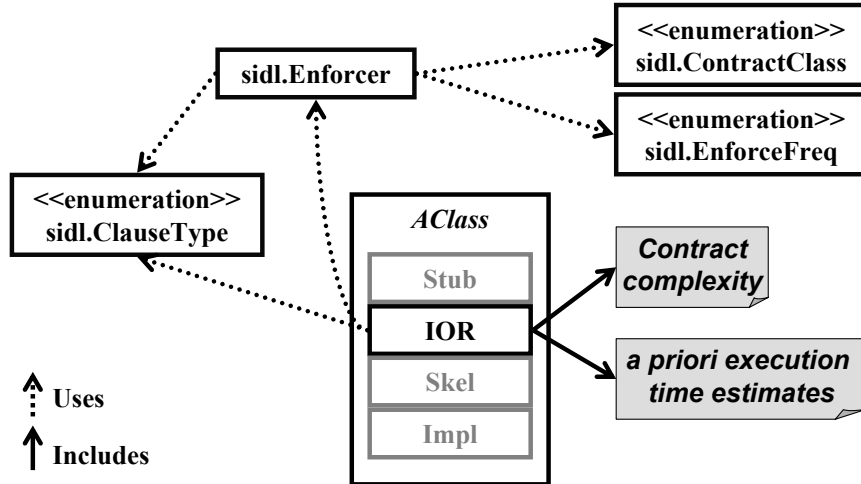 <<enumeration>>
sidl.ContractClass
sidl.Enforcer
<<enumeration>>
sidl.EnforceFreq
<<enumeration>>
sidl.ClauseType
AClass
Stub
IOR
Skel
Impl
Contract
complexity
a priori execution
time estimates
Uses
Includes